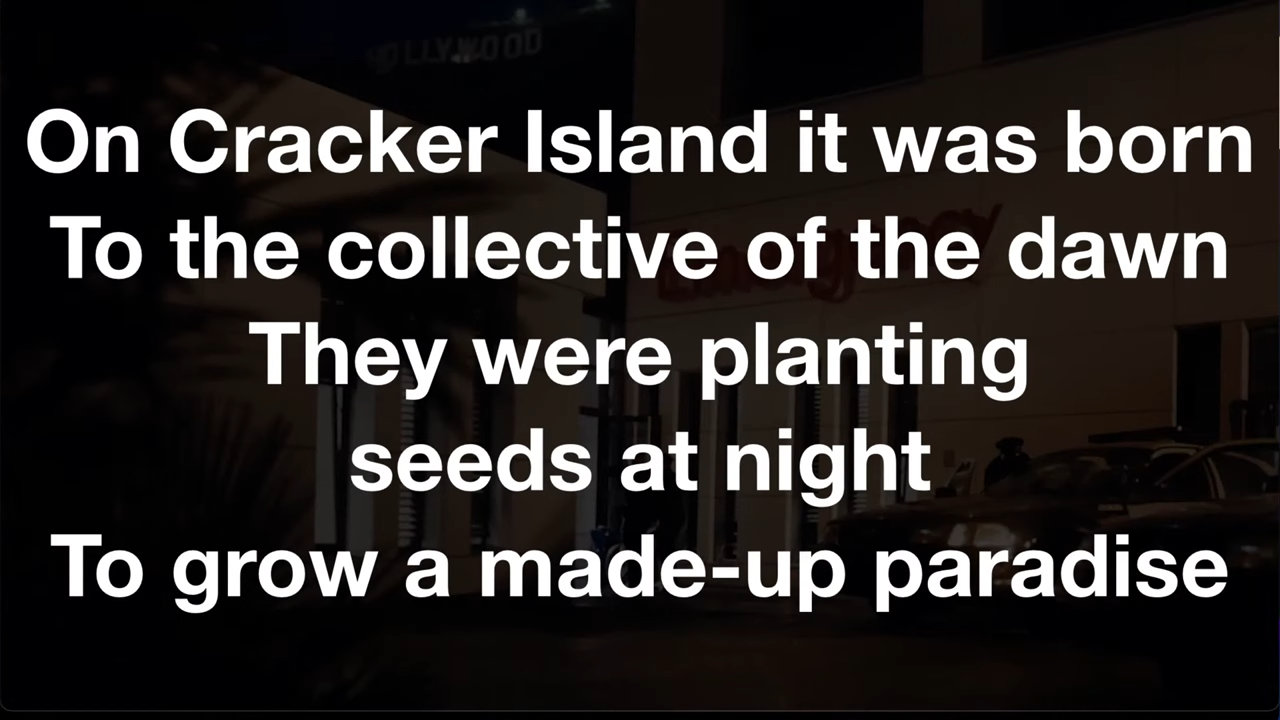 HOLLYWOOD
On Cracker Island it was born
To the collective of the dawn
They were planting
seeds at night
To grow a made-up paradise